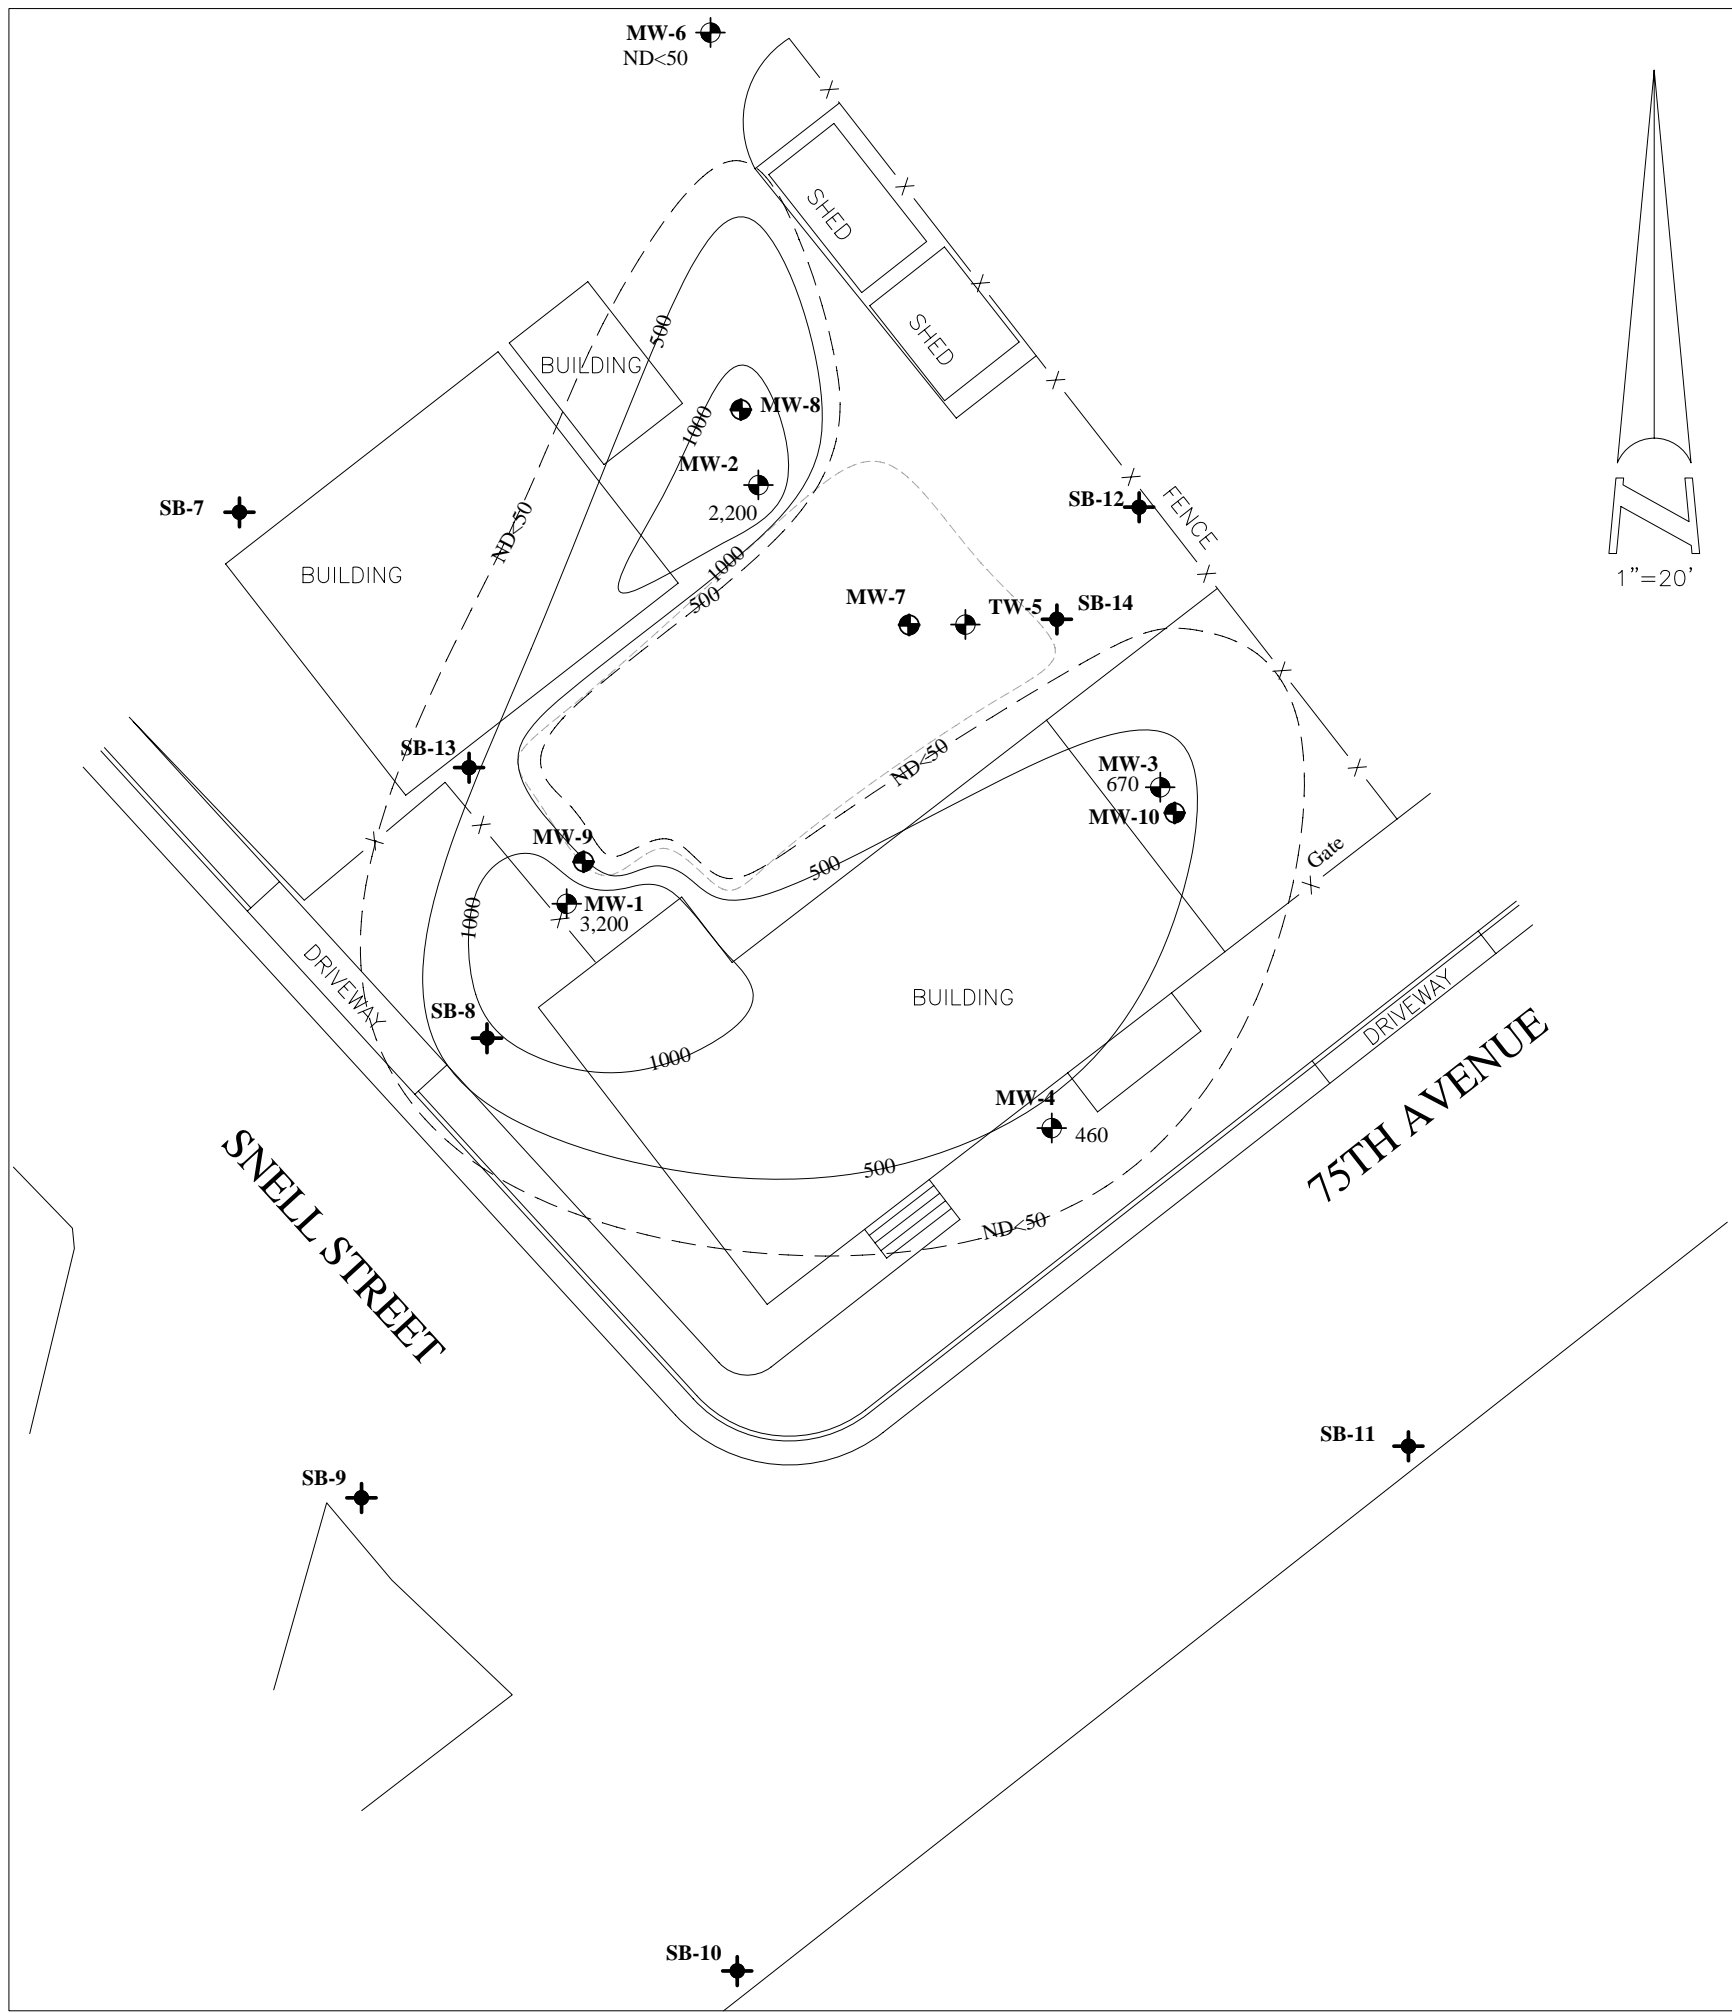 MW-6
ND<50
SHED
SHED
500
BUILDING
1000
MW-8
MW-2
2,200
SB-7
ND<50
SB-12
FENCE
1"=20'
N
BUILDING
1000
500
MW-7
TW-5
SB-14
SB-13
ND<50
MW-3
670
MW-10
MW-9
500
Gate
1000
MW-1
3,200
DRIVEWAY
BUILDING
DRIVEWAY
SB-8
1000
MW-4
460
75TH AVENUE
500
SNELL STREET
ND<50
SB-11
SB-9
SB-10